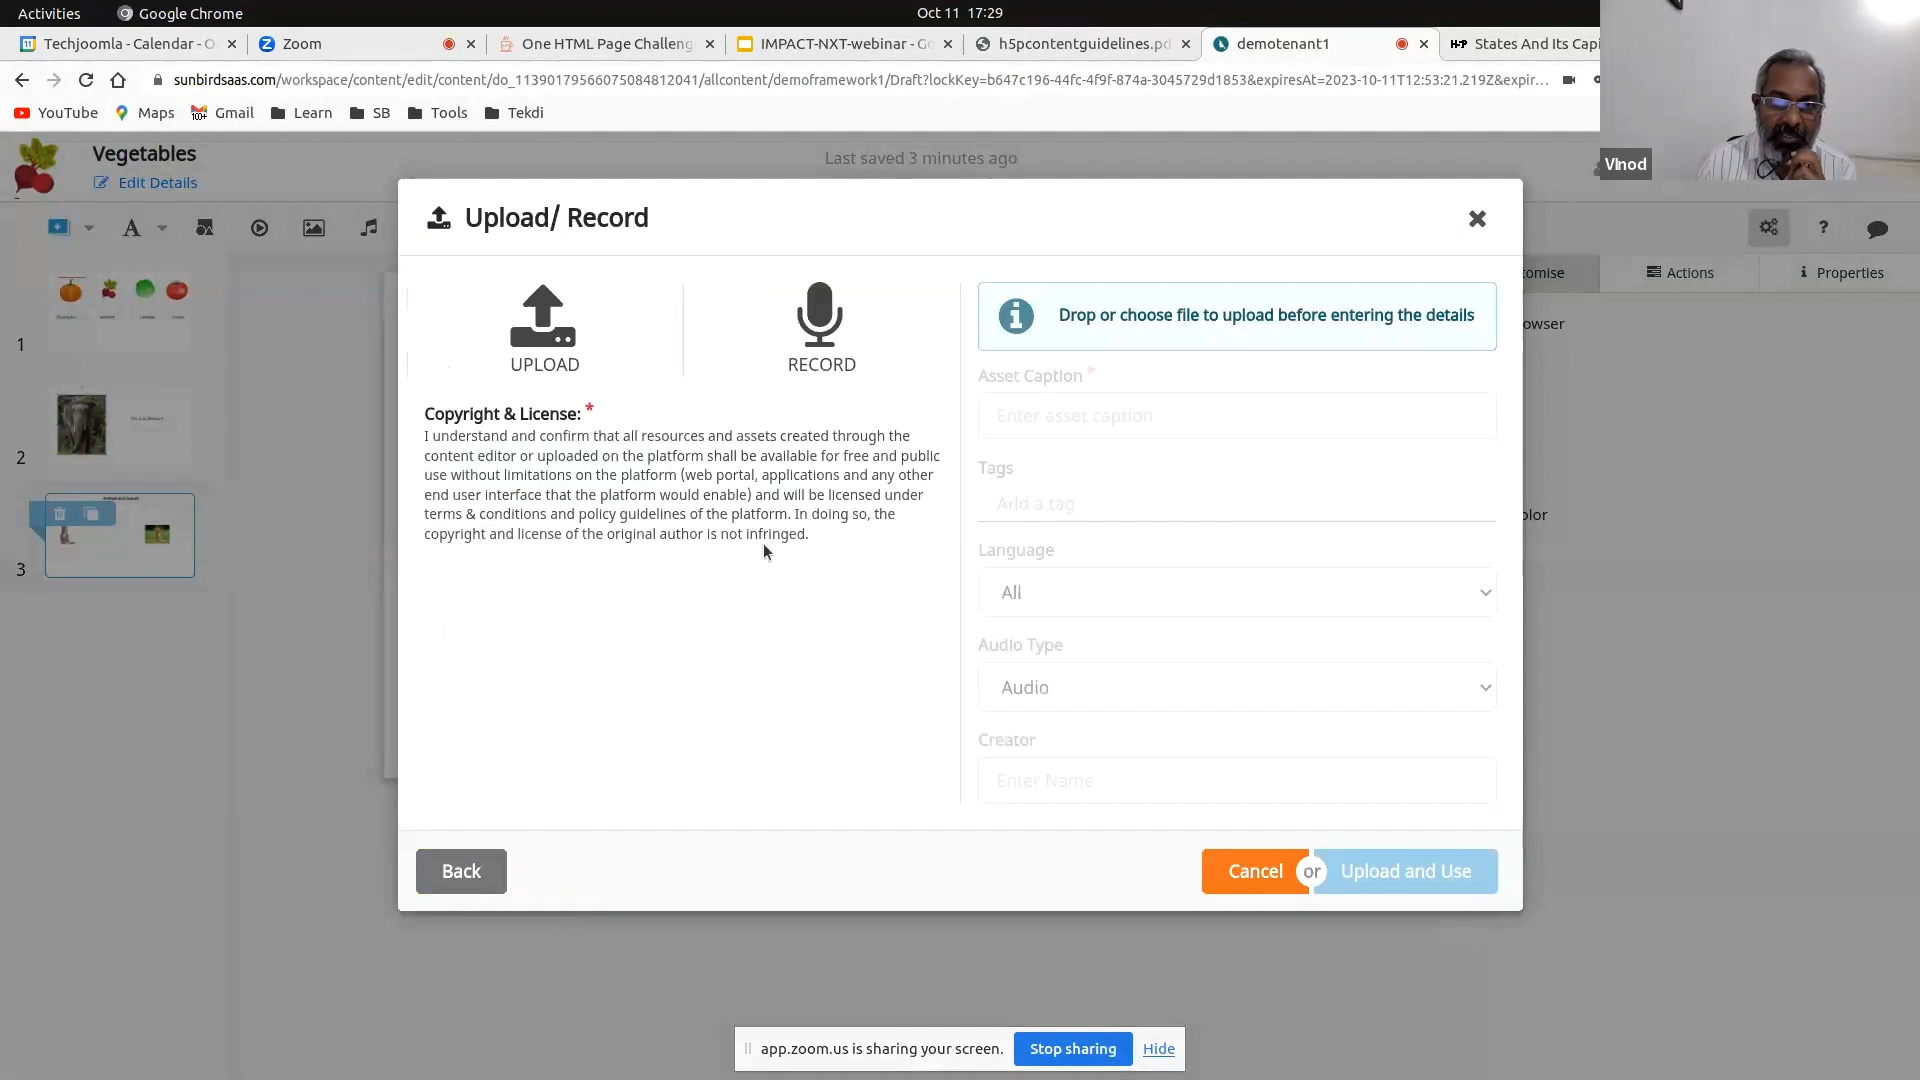 Activities
Google Chrome
Oct 11 17:29
Techjoomla - Calendar - O
Zoom
One HTML Page Challeng
IMPACT-NXT-webinar - Go
h5pcontentguidelines.pd
demotenant1
H-P States And Its Capi
sunbirdsaas.com/workspace/content/edit/content/do_11390179566075084812041/allcontent/demoframework1/Draft?lockKey=b647c196-44fc-4f9f-874a-3045729d1853&expiresAt=2023-10-11T12:53:21.219Z&expir...
YouTube
Maps
Gmail
Learn
SB
Tools
Tekdi
VInod
Vegetables
Edit Details
Last saved 3 minutes ago
Upload/ Record
omise
Actions
Properties
owser
olor
1
2
3
UPLOAD
RECORD
Copyright & License: *
I understand and confirm that all resources and assets created through the
content editor or uploaded on the platform shall be available for free and public
use without limitations on the platform (web portal, applications and any other
end user interface that the platform would enable) and will be licensed under
terms & conditions and policy guidelines of the platform. In doing so, the
copyright and license of the original author is not infringed.
Drop or choose file to upload before entering the details
Asset Caption *
Enter asset caption
Tags
Add a tag
Language
All
Audio Type
Audio
Creator
Enter Name
Back
Cancel
or
Upload and Use
app.zoom.us is sharing your screen.
Stop sharing
Hide